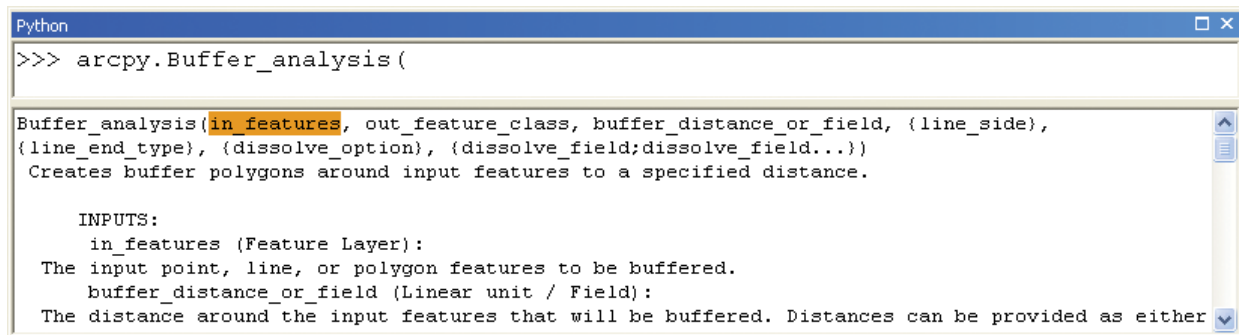 Python
>>> arcpy.Buffer_analysis(
Buffer_analysis(in_features, out_feature_class, buffer_distance_or_field, {line_side},
{line_end_type}, {dissolve_option}, {dissolve_field;dissolve_field...})
Creates buffer polygons around input features to a specified distance.
INPUTS:
in_features (Feature Layer):
The input point, line, or polygon features to be buffered.
buffer_distance_or_field (Linear unit / Field):
The distance around the input features that will be buffered. Distances can be provided as either